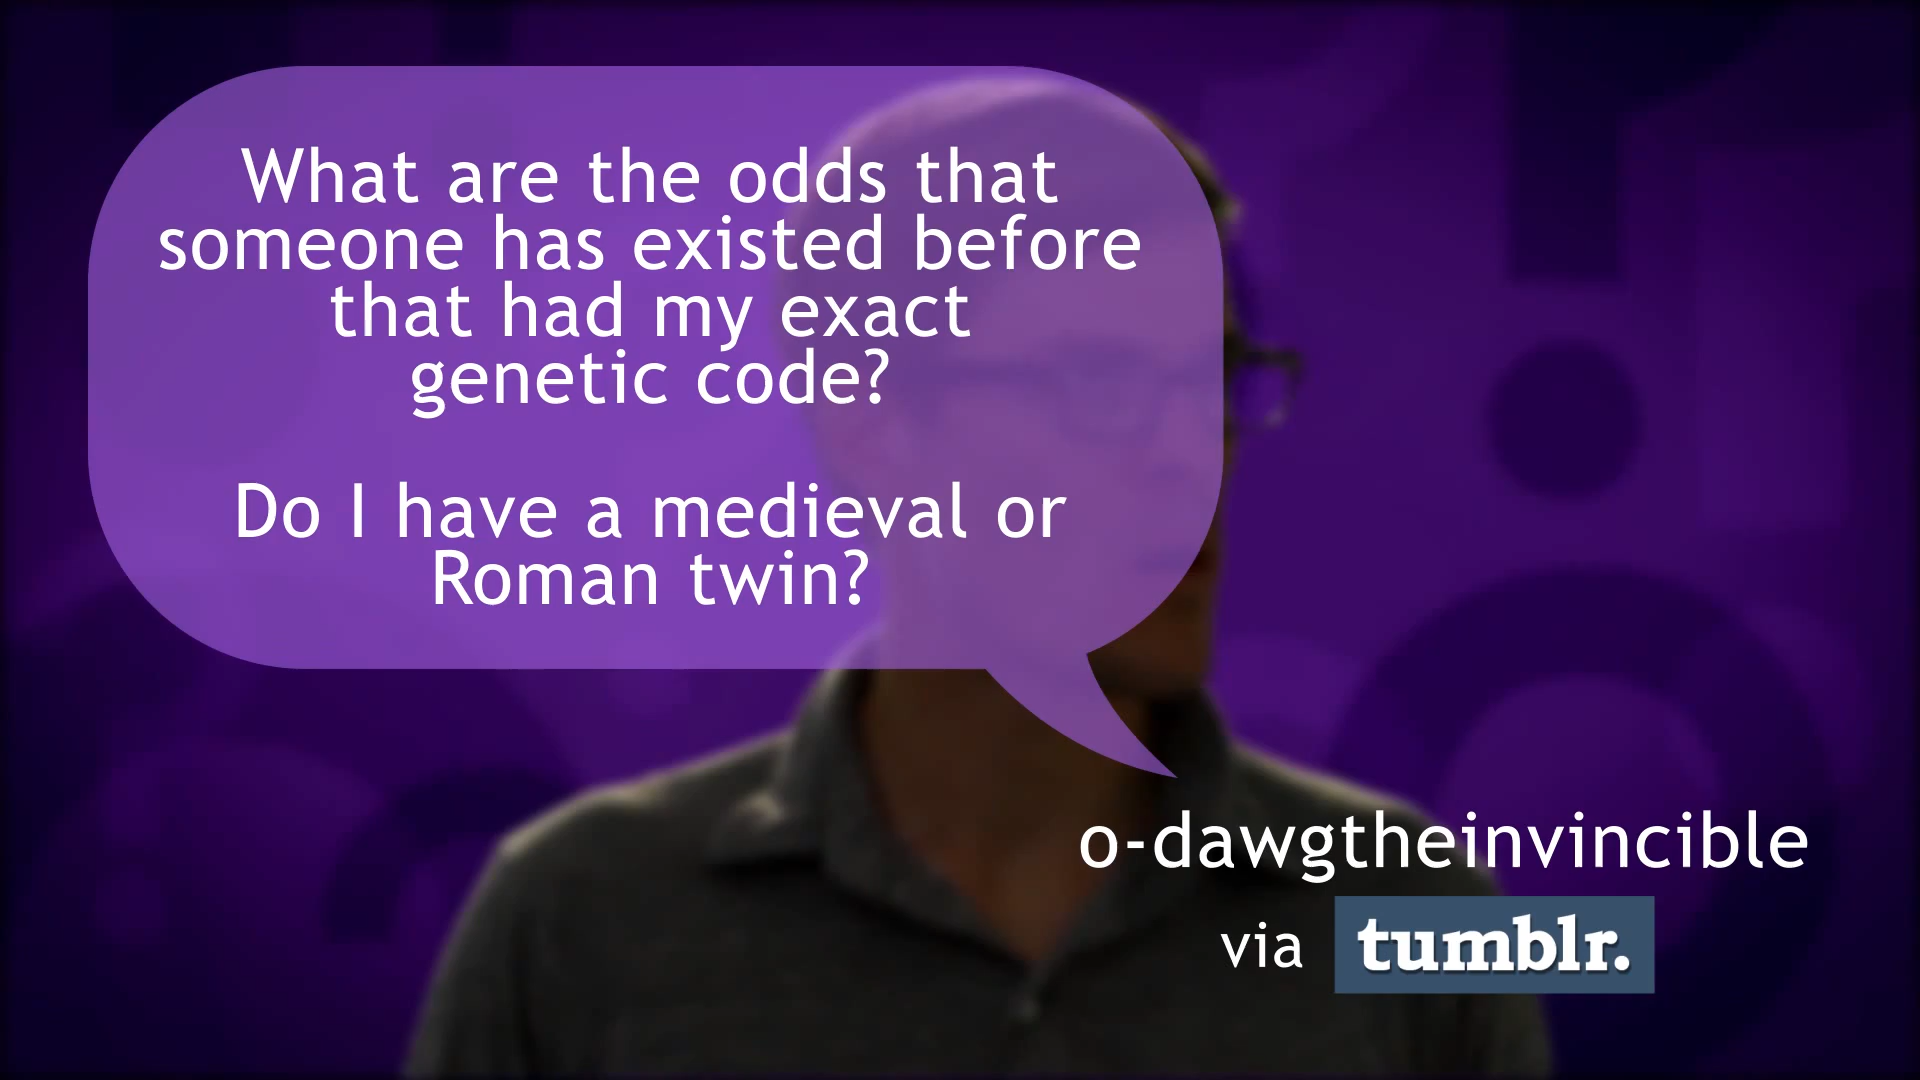 What are the odds that
someone has existed before
that had my exact
genetic code?
Do I have a medieval or
Roman twin?
o-dawgtheinvincible
via tumblr.